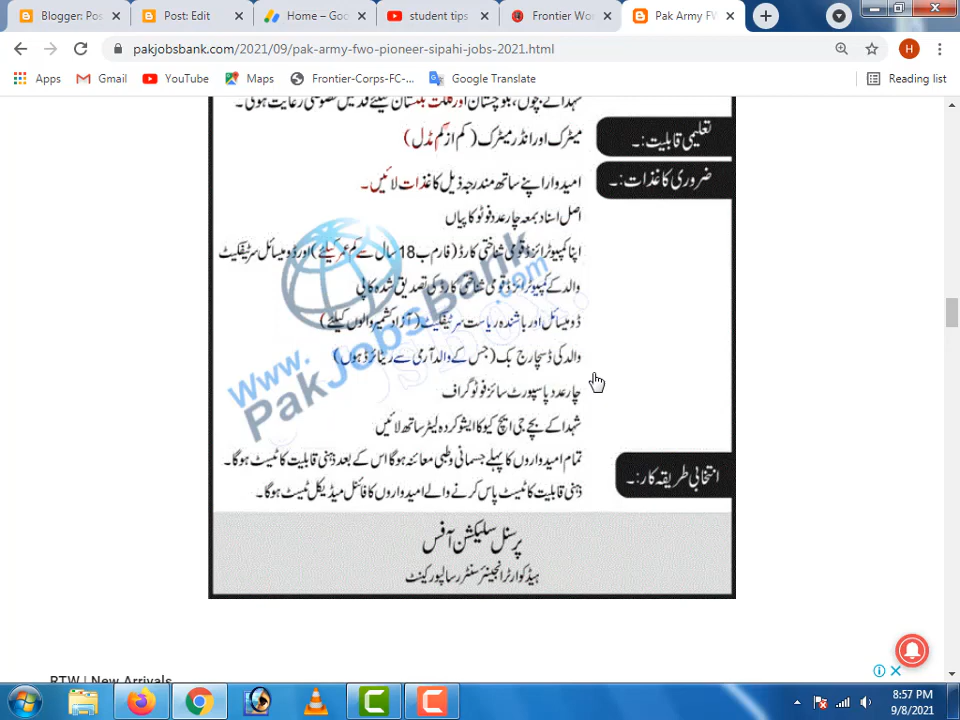 Blogger: Pos
Post: Edit
Home – Goo
student tips
Frontier Wo
Pak Army FW
pakjobsbank.com/2021/09/pak-army-fwo-pioneer-sipahi-jobs-2021.html
H
Apps
Gmail
YouTube
Maps
Frontier-Corps-FC-...
Google Translate
Reading list
شہدا کے بچوں، بلوچستان اور گلگت بلتستان کیلئے قد میں خصوصی رعایت ہوگی۔
تعلیمی قابلیت:۔
میٹرک اور انڈر میٹرک (کم از کم مڈل)
ضروری کاغذات:۔
امیدوار اپنے ساتھ مندرجہ ذیل کاغذات لائیں۔
اصل اسناد بمعہ چار عدد فوٹو کاپیاں
اپنا کمپیوٹرائزڈ قومی شناختی کارڈ (فارم ب 18 سال سے کم عمر کیلئے) اور ڈومیسائل سرٹیفکیٹ
والد کے کمپیوٹرائزڈ قومی شناختی کارڈ کی تصدیق شدہ کاپی
ڈومیسائل اور باشندہ ریاست سرٹیفکیٹ (آزاد کشمیر والوں کیلئے)
والد کی ڈسچارج بک (جس کے والد آرمی سے ریٹائرڈ ہوں)
چار عدد پاسپورٹ سائز فوٹو گراف
شہدا کے بچے جی ایچ کیو کا ایشو کردہ لیٹر ساتھ لائیں
انتخابی طریقہ کار:۔
تمام امیدواروں کا پہلے جسمانی و طبی معائنہ ہوگا اس کے بعد ذہنی قابلیت کا ٹیسٹ ہوگا۔
ذہنی قابلیت کا ٹیسٹ پاس کرنے والے امیدواروں کا فائنل میڈیکل ٹیسٹ ہوگا۔
www.
PakJobsBank
.com
پرسنل سلیکشن آفس
ہیڈکوارٹر انجینئر سنٹر رسالپور کینٹ
RTW | New Arrivals
8:57 PM
9/8/2021